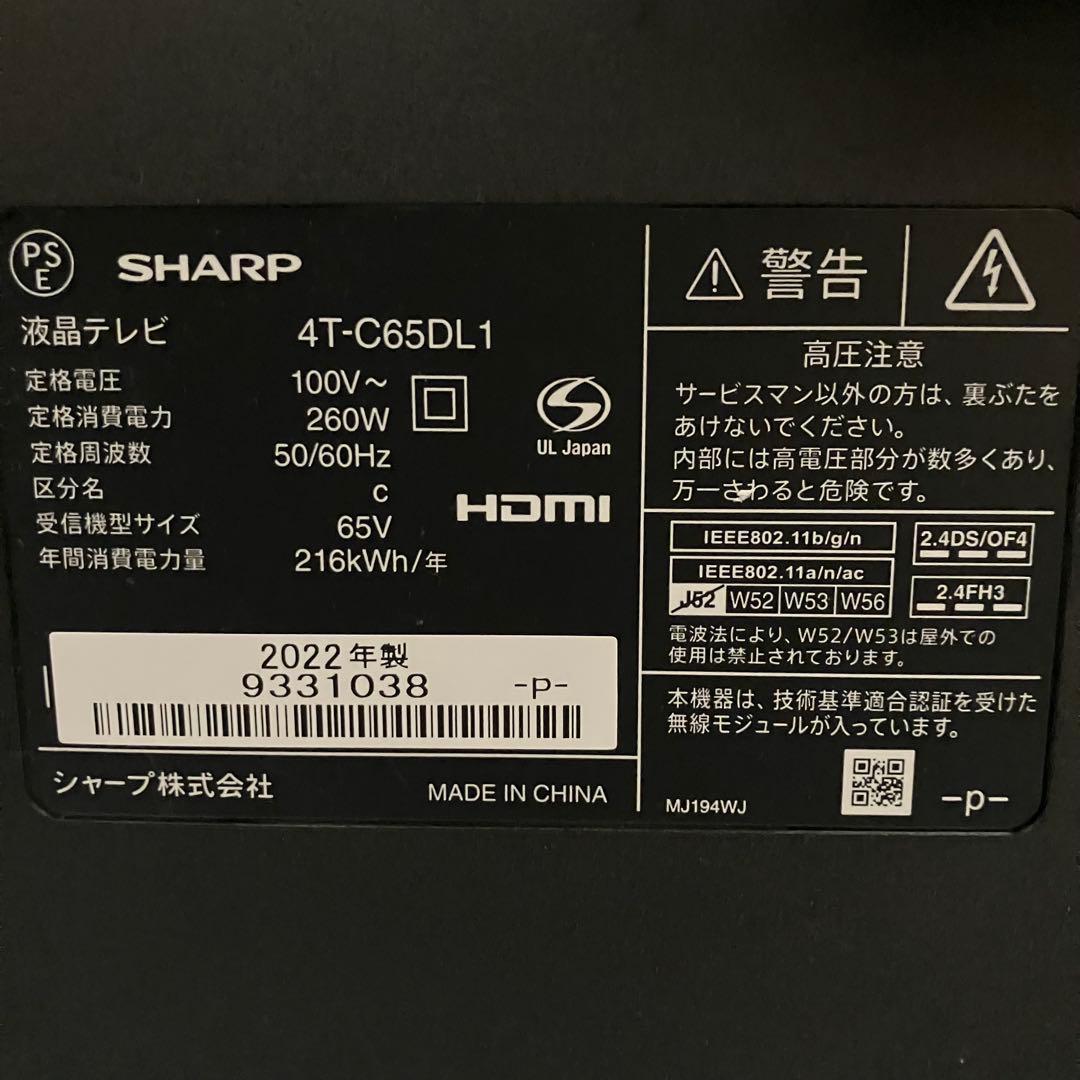 PS
E
SHARP
液晶テレビ 4T-C65DL1
定格電圧 100V～
定格消費電力 260W
定格周波数 50/60Hz
区分名 c
受信機型サイズ 65V
年間消費電力量 216kWh/年
UL Japan
HDMI
2022年製
9331038 -p-
シャープ株式会社 MADE IN CHINA
警告
高圧注意
サービスマン以外の方は、裏ぶたを
あけないでください。
内部には高電圧部分が数多くあり、
万一さわると危険です。
IEEE802.11b/g/n
IEEE802.11a/n/ac
J52 W52 W53 W56
2.4DS/OF4
2.4FH3
電波法により、W52/W53は屋外での
使用は禁止されております。
本機器は、技術基準適合認証を受けた
無線モジュールが入っています。
MJ194WJ -p-